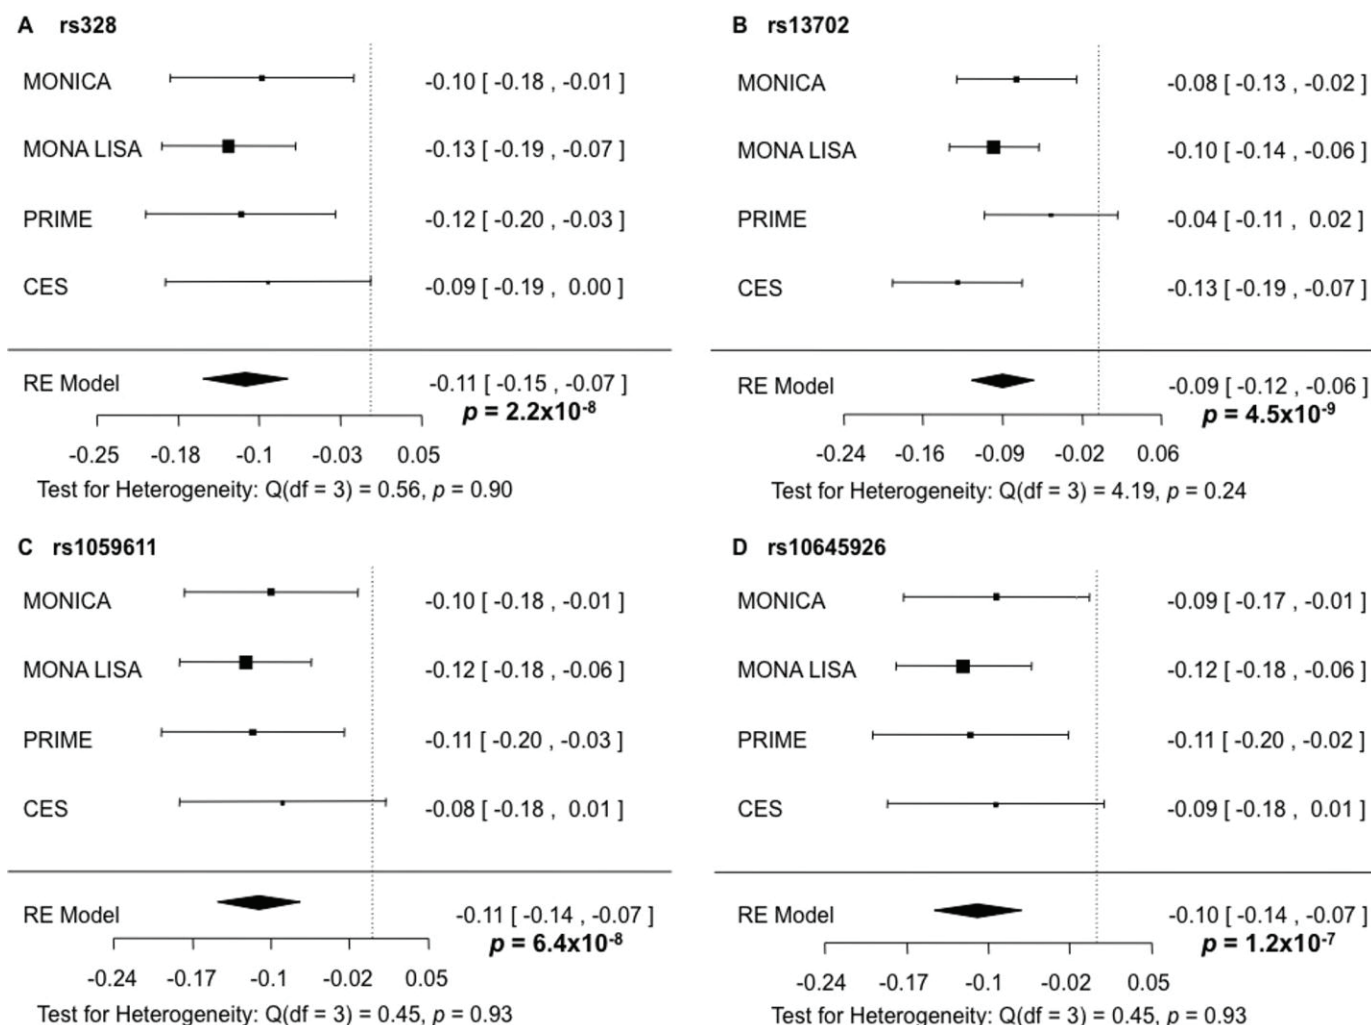 A rs328
MONICA -0.10 [ -0.18 , -0.01 ]
MONA LISA -0.13 [ -0.19 , -0.07 ]
PRIME -0.12 [ -0.20 , -0.03 ]
CES -0.09 [ -0.19 , 0.00 ]
RE Model -0.11 [ -0.15 , -0.07 ]
p = 2.2x10-8
-0.25 -0.18 -0.1 -0.03 0.05
Test for Heterogeneity: Q(df = 3) = 0.56, p = 0.90
B rs13702
MONICA -0.08 [ -0.13 , -0.02 ]
MONA LISA -0.10 [ -0.14 , -0.06 ]
PRIME -0.04 [ -0.11 , 0.02 ]
CES -0.13 [ -0.19 , -0.07 ]
RE Model -0.09 [ -0.12 , -0.06 ]
p = 4.5x10-9
-0.24 -0.16 -0.09 -0.02 0.06
Test for Heterogeneity: Q(df = 3) = 4.19, p = 0.24
C rs1059611
MONICA -0.10 [ -0.18 , -0.01 ]
MONA LISA -0.12 [ -0.18 , -0.06 ]
PRIME -0.11 [ -0.20 , -0.03 ]
CES -0.08 [ -0.18 , 0.01 ]
RE Model -0.11 [ -0.14 , -0.07 ]
p = 6.4x10-8
-0.24 -0.17 -0.1 -0.02 0.05
Test for Heterogeneity: Q(df = 3) = 0.45, p = 0.93
D rs10645926
MONICA -0.09 [ -0.17 , -0.01 ]
MONA LISA -0.12 [ -0.18 , -0.06 ]
PRIME -0.11 [ -0.20 , -0.02 ]
CES -0.09 [ -0.18 , 0.01 ]
RE Model -0.10 [ -0.14 , -0.07 ]
p = 1.2x10-7
-0.24 -0.17 -0.1 -0.02 0.05
Test for Heterogeneity: Q(df = 3) = 0.45, p = 0.93